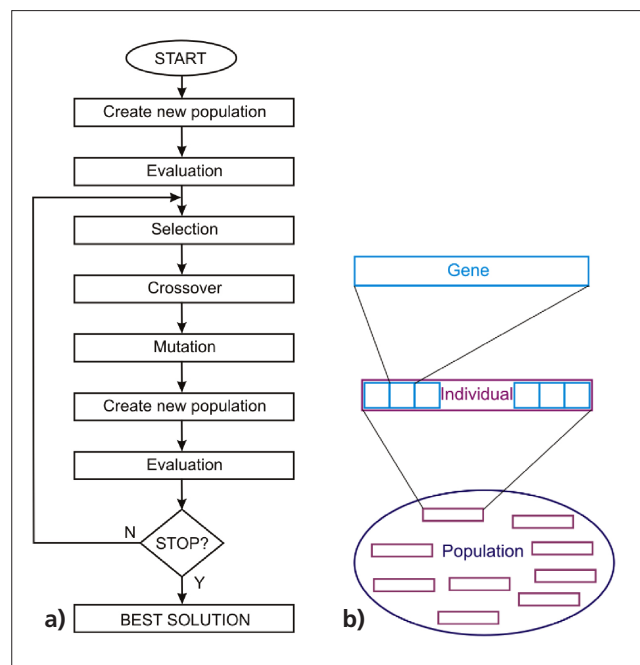 START
Create new population
Evaluation
Selection
Crossover
Mutation
Create new population
Evaluation
N
STOP?
Y
a)
BEST SOLUTION
Gene
Individual
Population
b)